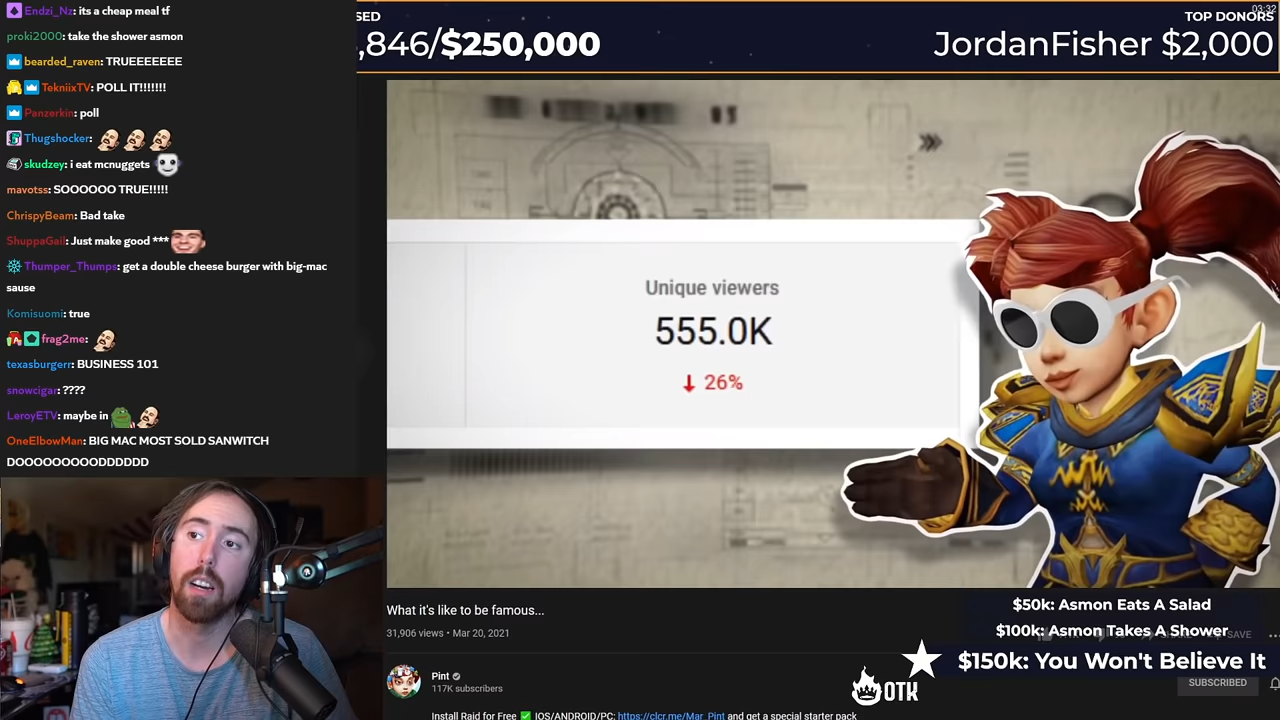 Endzi_Nz: its a cheap meal tf
proki2000: take the shower asmon
bearded_raven: TRUEEEEEEE
TekniixTV: POLL IT!!!!!!!
Panzerkin: poll
Thugshocker:
skudzey: i eat mcnuggets
mavotss: SOOOOOO TRUE!!!!!
ChrispyBeam: Bad take
ShuppaGail: Just make good ***
Thumper_Thumps: get a double cheese burger with big-mac
sause
Komisuomi: true
frag2me:
texasburgerr: BUSINESS 101
snowcigar: ????
LeroyETV: maybe in
OneElbowMan: BIG MAC MOST SOLD SANWITCH
DOOOOOOOOODDDDDD
SED
,846/$250,000
03:32
TOP DONORS
JordanFisher $2,000
Unique viewers
555.0K
↓ 26%
What it's like to be famous...
31,906 views • Mar 20, 2021
SAVE
Pint
117K subscribers
SUBSCRIBED
Install Raid for Free ✅ IOS/ANDROID/PC: https://clcr.me/Mar_Pint and get a special starter pack
$50k: Asmon Eats A Salad
$100k: Asmon Takes A Shower
$150k: You Won't Believe It
OTK